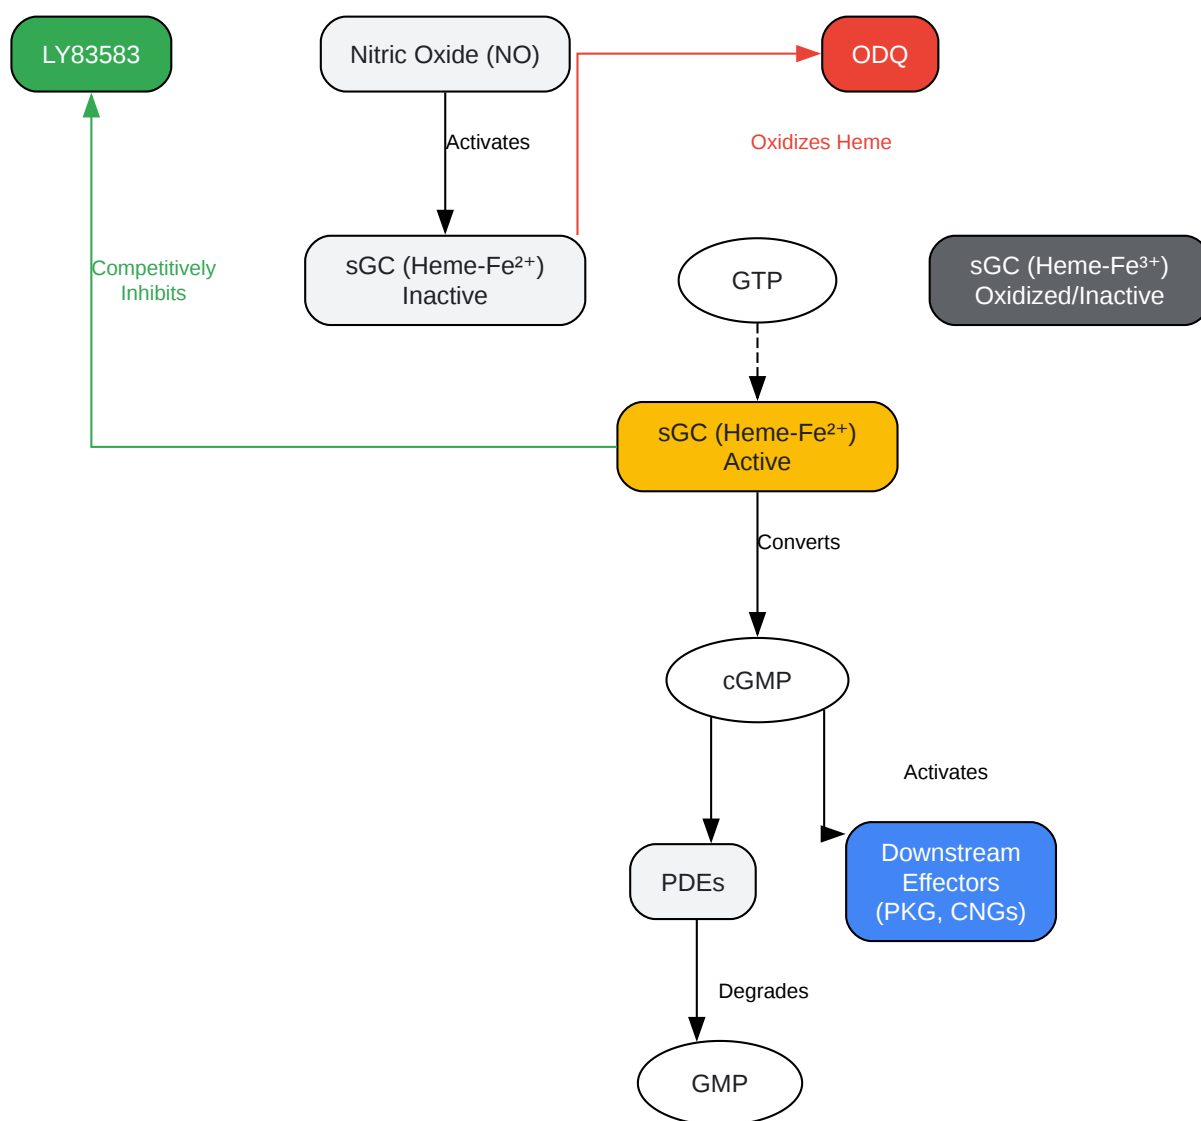 LY83583
Nitric Oxide (NO)
ODQ
Activates
Oxidizes Heme
Competitively
Inhibits
sGC (Heme-Fe²⁺)
Inactive
GTP
sGC (Heme-Fe³⁺)
Oxidized/Inactive
sGC (Heme-Fe²⁺)
Active
Converts
cGMP
Activates
PDEs
Downstream
Effectors
(PKG, CNGs)
Degrades
GMP